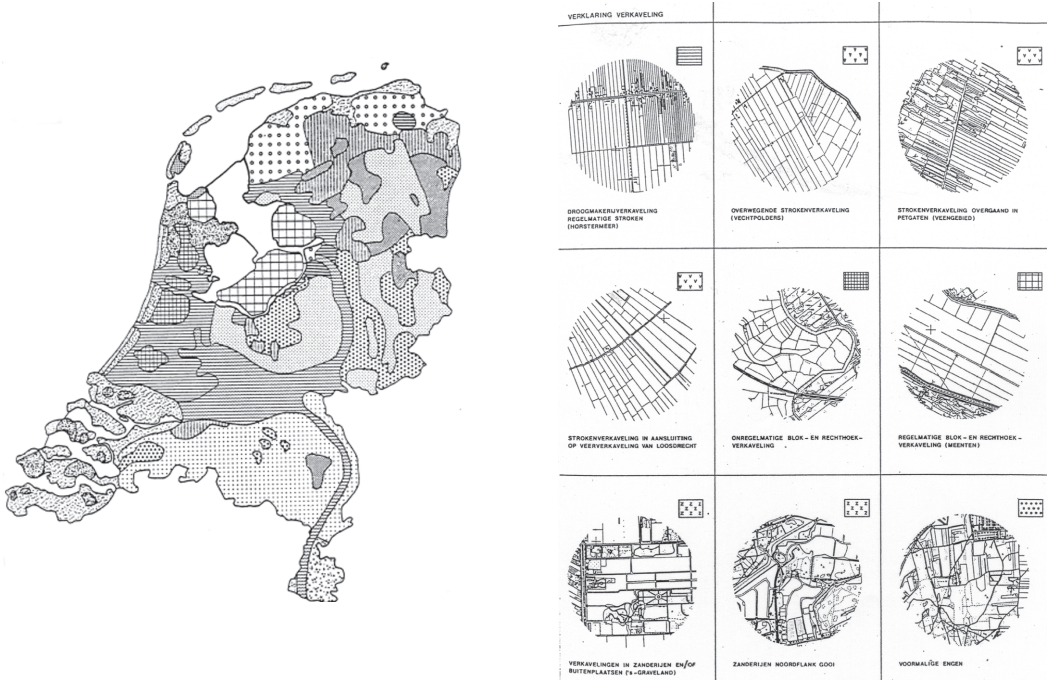 VERKLARING VERKAVELING
DROOGMAKERIJVERKAVELING
REGELMATIGE STROKEN
(HORSTERMEER)
OVERWEGENDE STROKENVERKAVELING
(VECHTPOLDERS)
STROKENVERKAVELING OVERGAAND IN
PETGATEN (VEENGEBIED)
STROKENVERKAVELING IN AANSLUITING
OP VEERVERKAVELING VAN LOOSDRECHT
ONREGELMATIGE BLOK- EN RECHTHOEK-
VERKAVELING
REGELMATIGE BLOK- EN RECHTHOEK-
VERKAVELING (MEENTEN)
VERKAVELINGEN IN ZANDERIJEN EN/OF
BUITENPLAATSEN ('s-GRAVELAND)
ZANDERIJEN NOORDFLANK GOOI
VOORMALIGE ENGEN